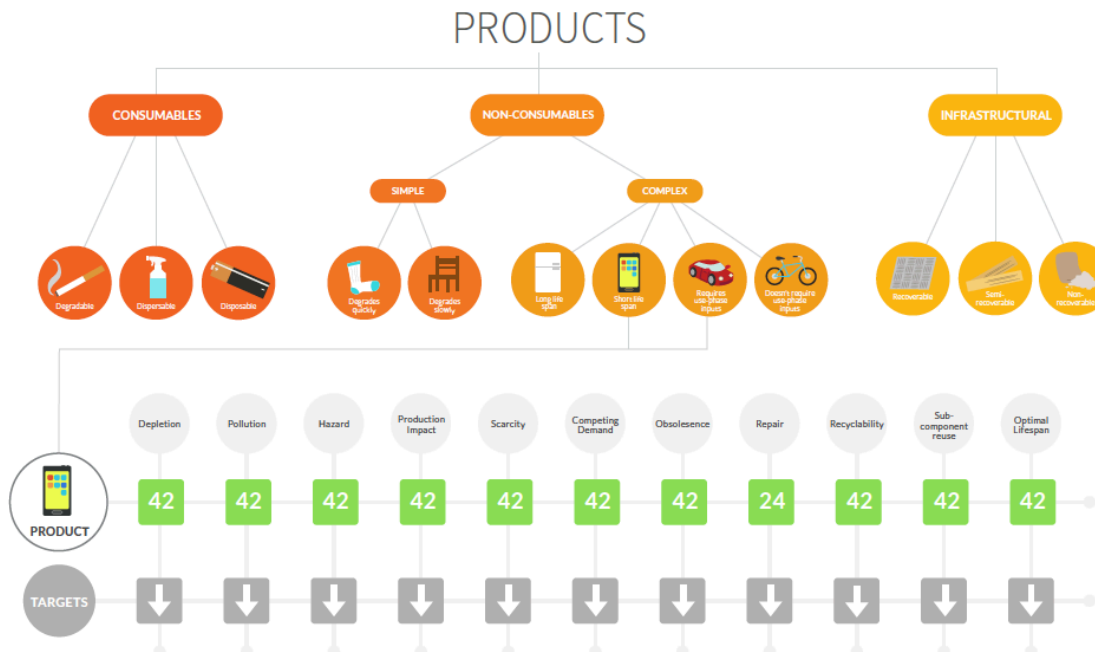 PRODUCTS
CONSUMABLES
NON-CONSUMABLES
INFRASTRUCTURAL
SIMPLE
COMPLEX
Degradable
Dispersable
Disposable
Degrades
quickly
Degrades
slowly
Long life
span
Short life
span
Requires
use-phase
inputs
Doesn't require
use-phase
inputs
Recoverable
Semi-
recoverable
Non-
recoverable
Depletion
Pollution
Hazard
Production
Impact
Scarcity
Competing
Demand
Obsolesence
Repair
Recyclability
Sub-
component
reuse
Optimal
Lifespan
PRODUCT
42
42
42
42
42
42
42
24
42
42
42
TARGETS